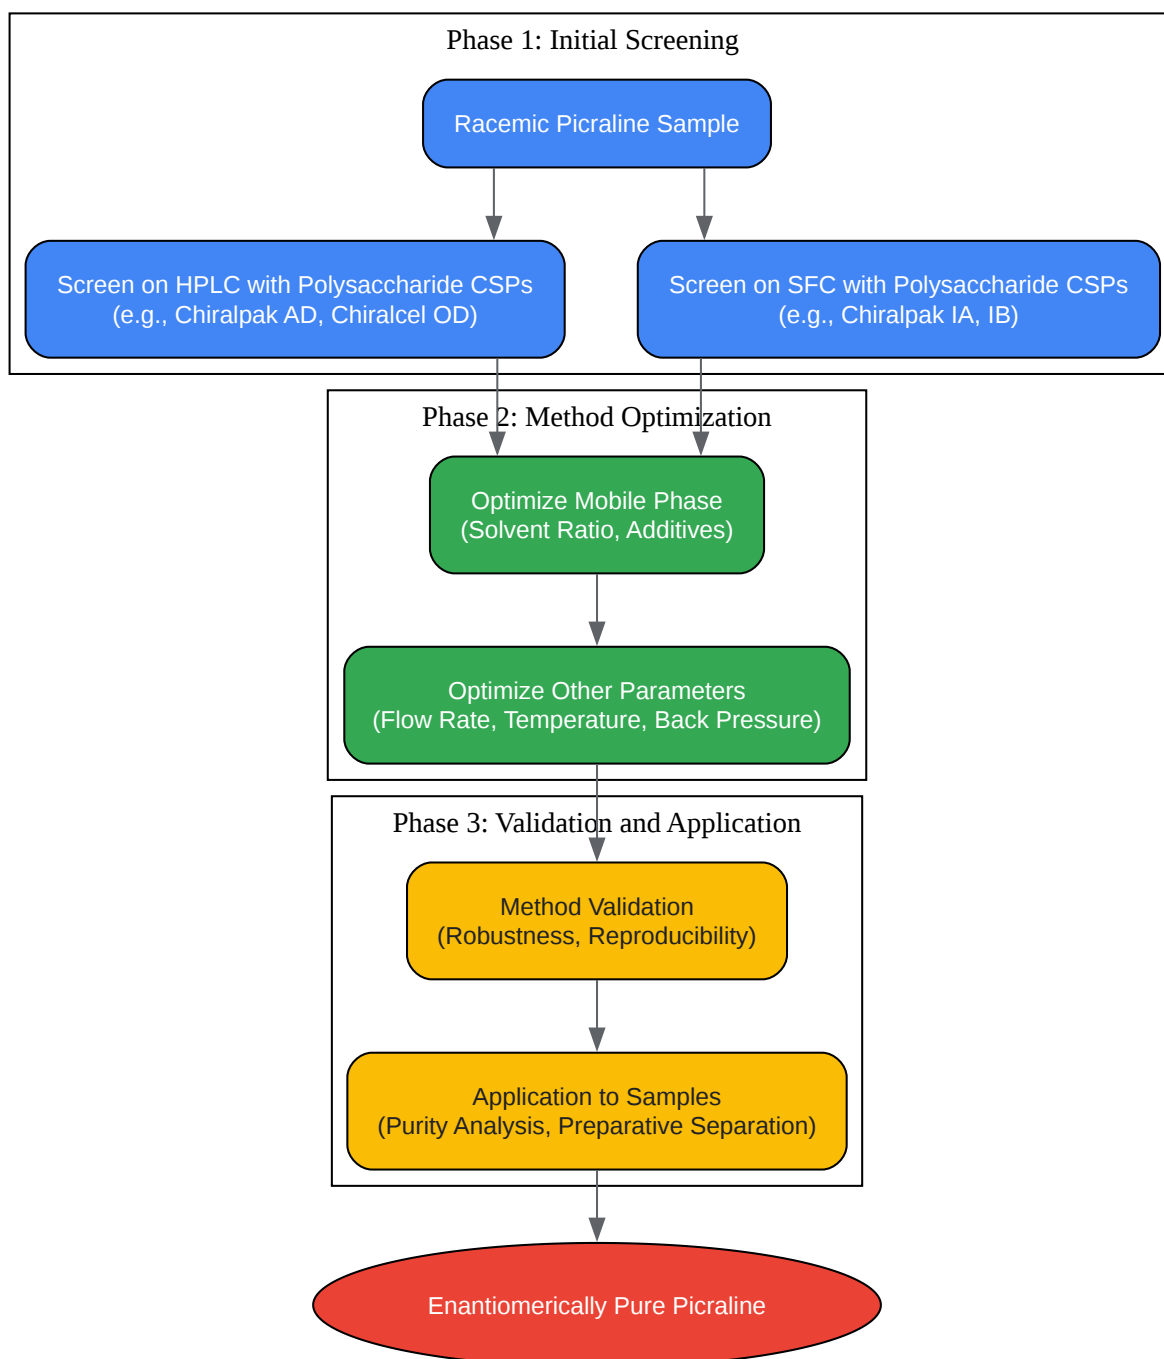 Phase 1: Initial Screening
Racemic Picraline Sample
Screen on HPLC with Polysaccharide CSPs
(e.g., Chiralpak AD, Chiralcel OD)
Screen on SFC with Polysaccharide CSPs
(e.g., Chiralpak IA, IB)
Phase 2: Method Optimization
Optimize Mobile Phase
(Solvent Ratio, Additives)
Optimize Other Parameters
(Flow Rate, Temperature, Back Pressure)
Phase 3: Validation and Application
Method Validation
(Robustness, Reproducibility)
Application to Samples
(Purity Analysis, Preparative Separation)
Enantiomerically Pure Picraline